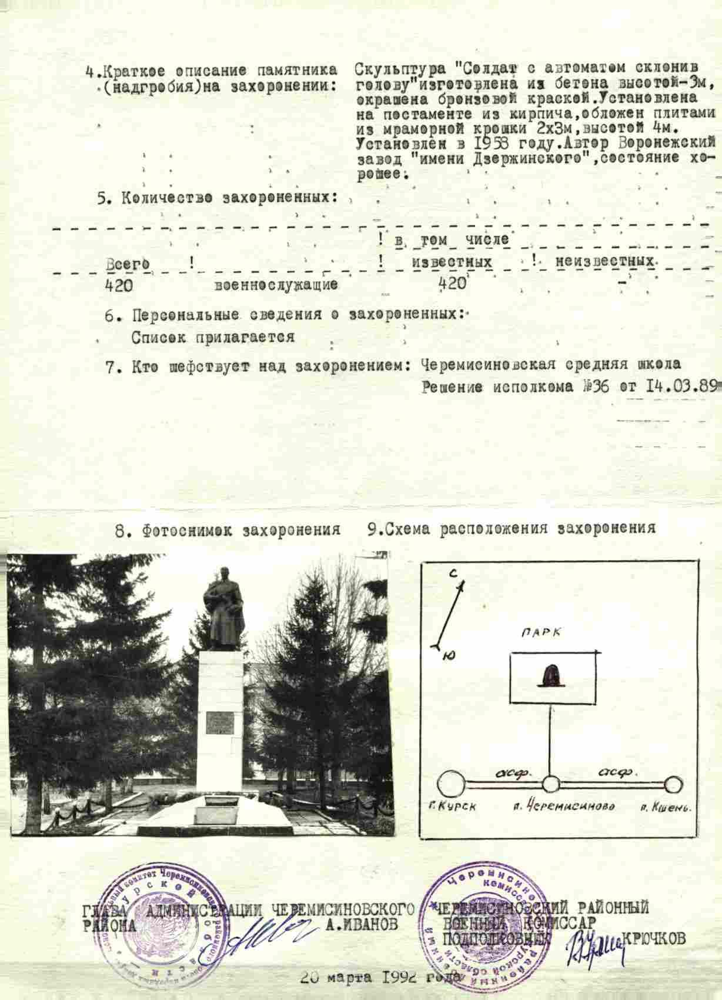 4.Краткое описание памятника
(надгробия)на захоронении:
Скульптура "Солдат с автоматом склонив
голову"изготовлена из бетона высотой-3м,
окрашена бронзовой краской.Установлена
на постаменте из кирпича,обложен плитами
из мраморной крошки 2х3м,высотой 4м.
Установлен в 1958 году.Автор Воронежский
завод "имени Дзержинского",состояние хо-
рошее.
5. Количество захороненных:
! в том числе
Всего ! ! известных ! неизвестных
420 военнослужащие 420 -
6. Персональные сведения о захороненных:
Список прилагается
7. Кто шефствует над захоронением: Черемисиновская средняя школа
Решение исполкома №36 от 14.03.89
8. Фотоснимок захоронения 9.Схема расположения захоронения
С
Ю
ПАРК
асф. асф.
г. Курск п. Черемисиново п. Кшень.
ГЛАВА АДМИНИСТРАЦИИ ЧЕРЕМИСИНОВСКОГО
РАЙОНА А.ИВАНОВ
ЧЕРЕМИСИНОВСКИЙ РАЙОННЫЙ
ВОЕННЫЙ КОМИССАР
ПОДПОЛКОВНИК КРЮЧКОВ
20 марта 1992 года